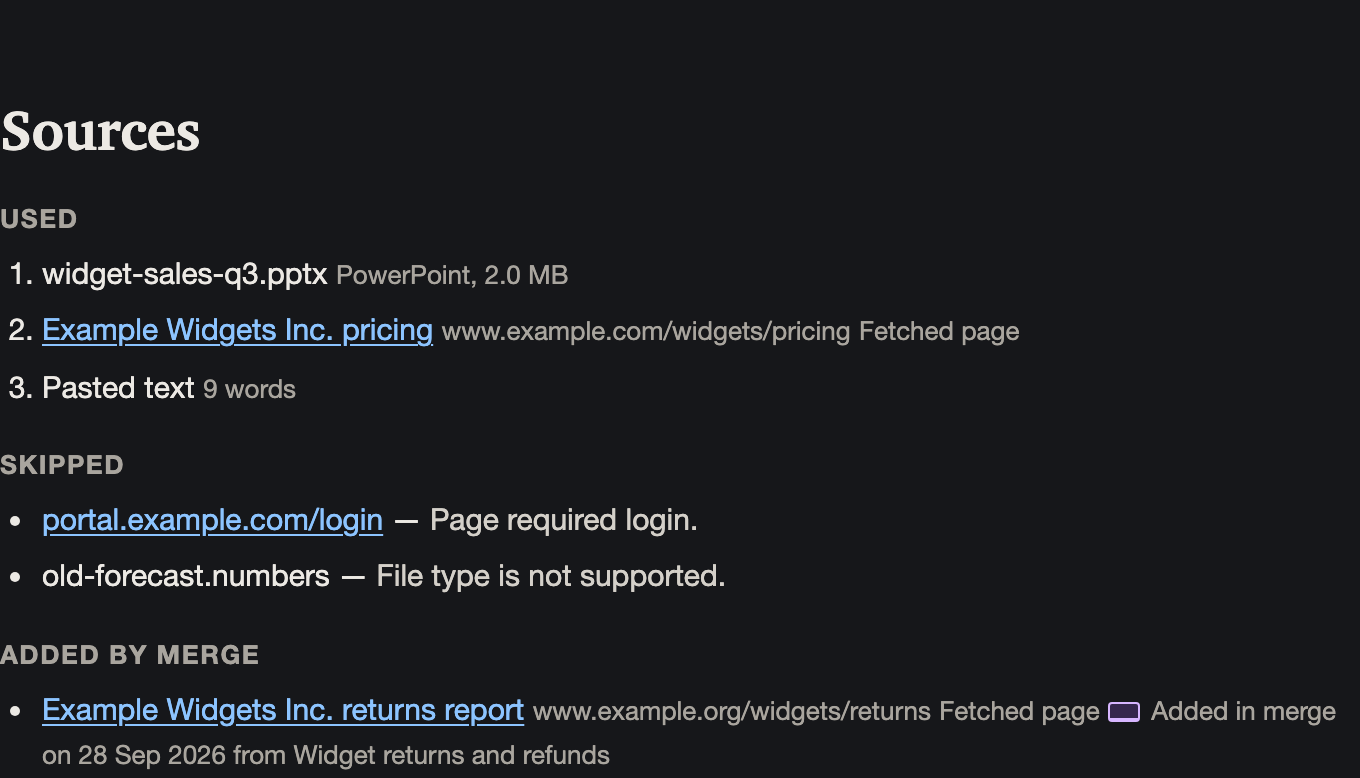 Sources
USED
1. widget-sales-q3.pptx PowerPoint, 2.0 MB
2. Example Widgets Inc. pricing www.example.com/widgets/pricing Fetched page
3. Pasted text 9 words
SKIPPED
• portal.example.com/login — Page required login.
• old-forecast.numbers — File type is not supported.
ADDED BY MERGE
• Example Widgets Inc. returns report www.example.org/widgets/returns Fetched page Added in merge
on 28 Sep 2026 from Widget returns and refunds